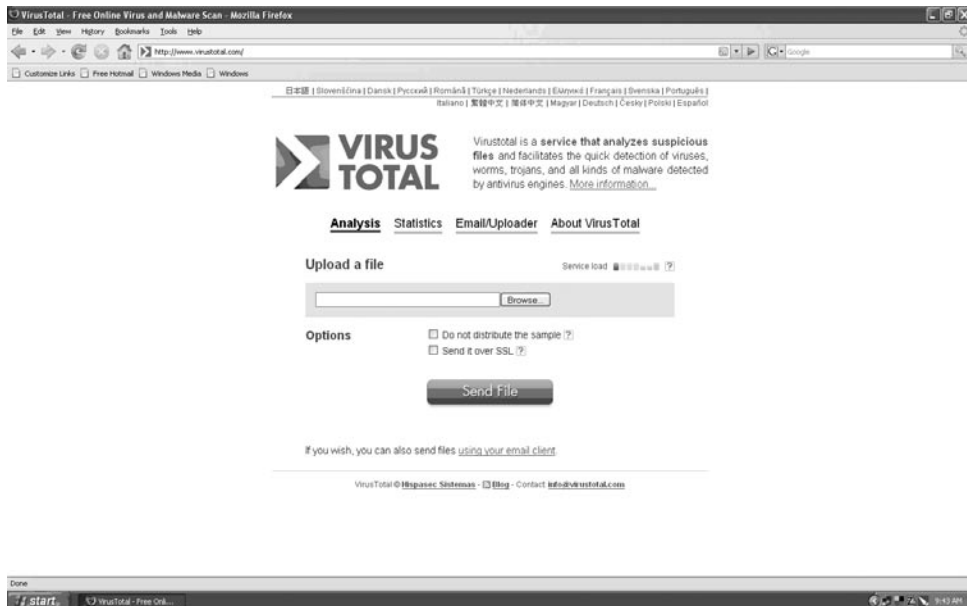 VirusTotal - Free Online Virus and Malware Scan - Mozilla Firefox
File Edit View History Bookmarks Tools Help
http://www.virustotal.com/
Google
Customize Links Free Hotmail Windows Media Windows
日本語 | Slovenščina | Dansk | Русский | Română | Türkçe | Nederlands | Ελληνικά | Français | Svenska | Português |
Italiano | 繁體中文 | 简体中文 | Magyar | Deutsch | Česky | Polski | Español
VIRUS
TOTAL
Virustotal is a service that analyzes suspicious
files and facilitates the quick detection of viruses,
worms, trojans, and all kinds of malware detected
by antivirus engines. More information...
Analysis Statistics Email/Uploader About VirusTotal
Upload a file
Service load ?
Browse...
Options
Do not distribute the sample ?
Send it over SSL ?
Send File
If you wish, you can also send files using your email client.
VirusTotal © Hispasec Sistemas - Blog - Contact info@virustotal.com
Done
start
VirusTotal - Free Onli...
9:43 AM